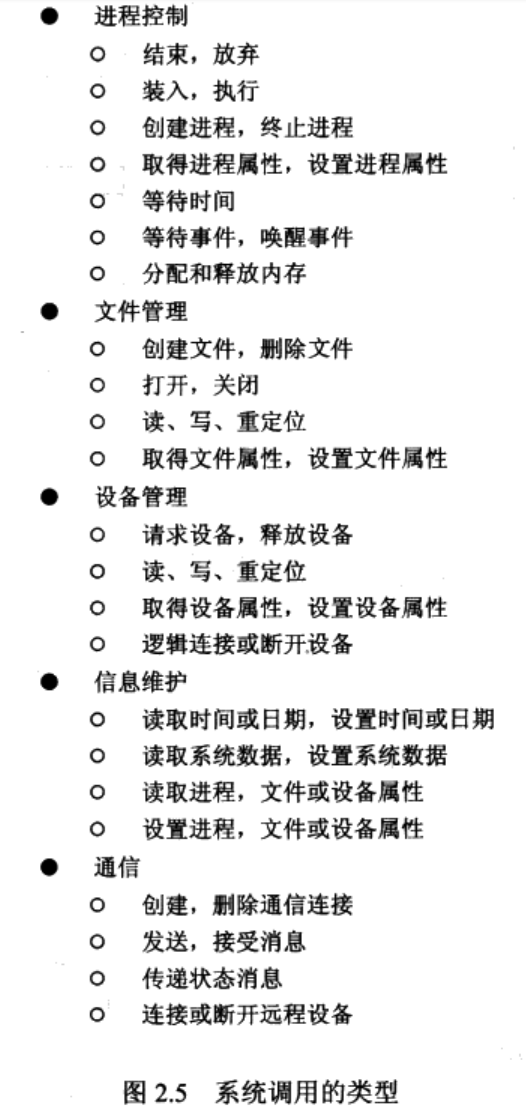 ● 进程控制
○ 结束，放弃
○ 装入，执行
○ 创建进程，终止进程
○ 取得进程属性，设置进程属性
○ 等待时间
○ 等待事件，唤醒事件
○ 分配和释放内存
● 文件管理
○ 创建文件，删除文件
○ 打开，关闭
○ 读、写、重定位
○ 取得文件属性，设置文件属性
● 设备管理
○ 请求设备，释放设备
○ 读、写、重定位
○ 取得设备属性，设置设备属性
○ 逻辑连接或断开设备
● 信息维护
○ 读取时间或日期，设置时间或日期
○ 读取系统数据，设置系统数据
○ 读取进程，文件或设备属性
○ 设置进程，文件或设备属性
● 通信
○ 创建，删除通信连接
○ 发送，接受消息
○ 传递状态消息
○ 连接或断开远程设备
图 2.5 系统调用的类型